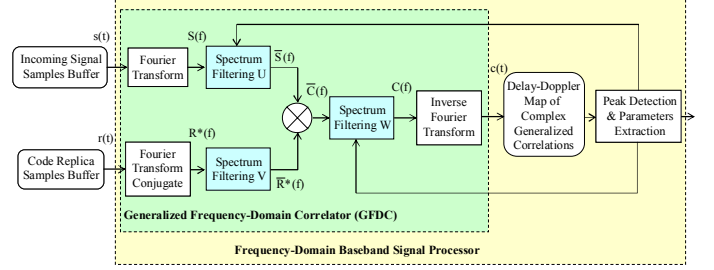 s(t)
Incoming Signal
Samples Buffer
Fourier
Transform
S(f)
Spectrum
Filtering U
S̅(f)
C̅(f)
r(t)
Code Replica
Samples Buffer
Fourier
Transform
Conjugate
R*(f)
Spectrum
Filtering V
R̅*(f)
Spectrum
Filtering W
C(f)
Inverse
Fourier
Transform
c(t)
Delay-Doppler
Map of
Complex
Generalized
Correlations
Peak Detection
& Parameters
Extraction
Generalized Frequency-Domain Correlator (GFDC)
Frequency-Domain Baseband Signal Processor